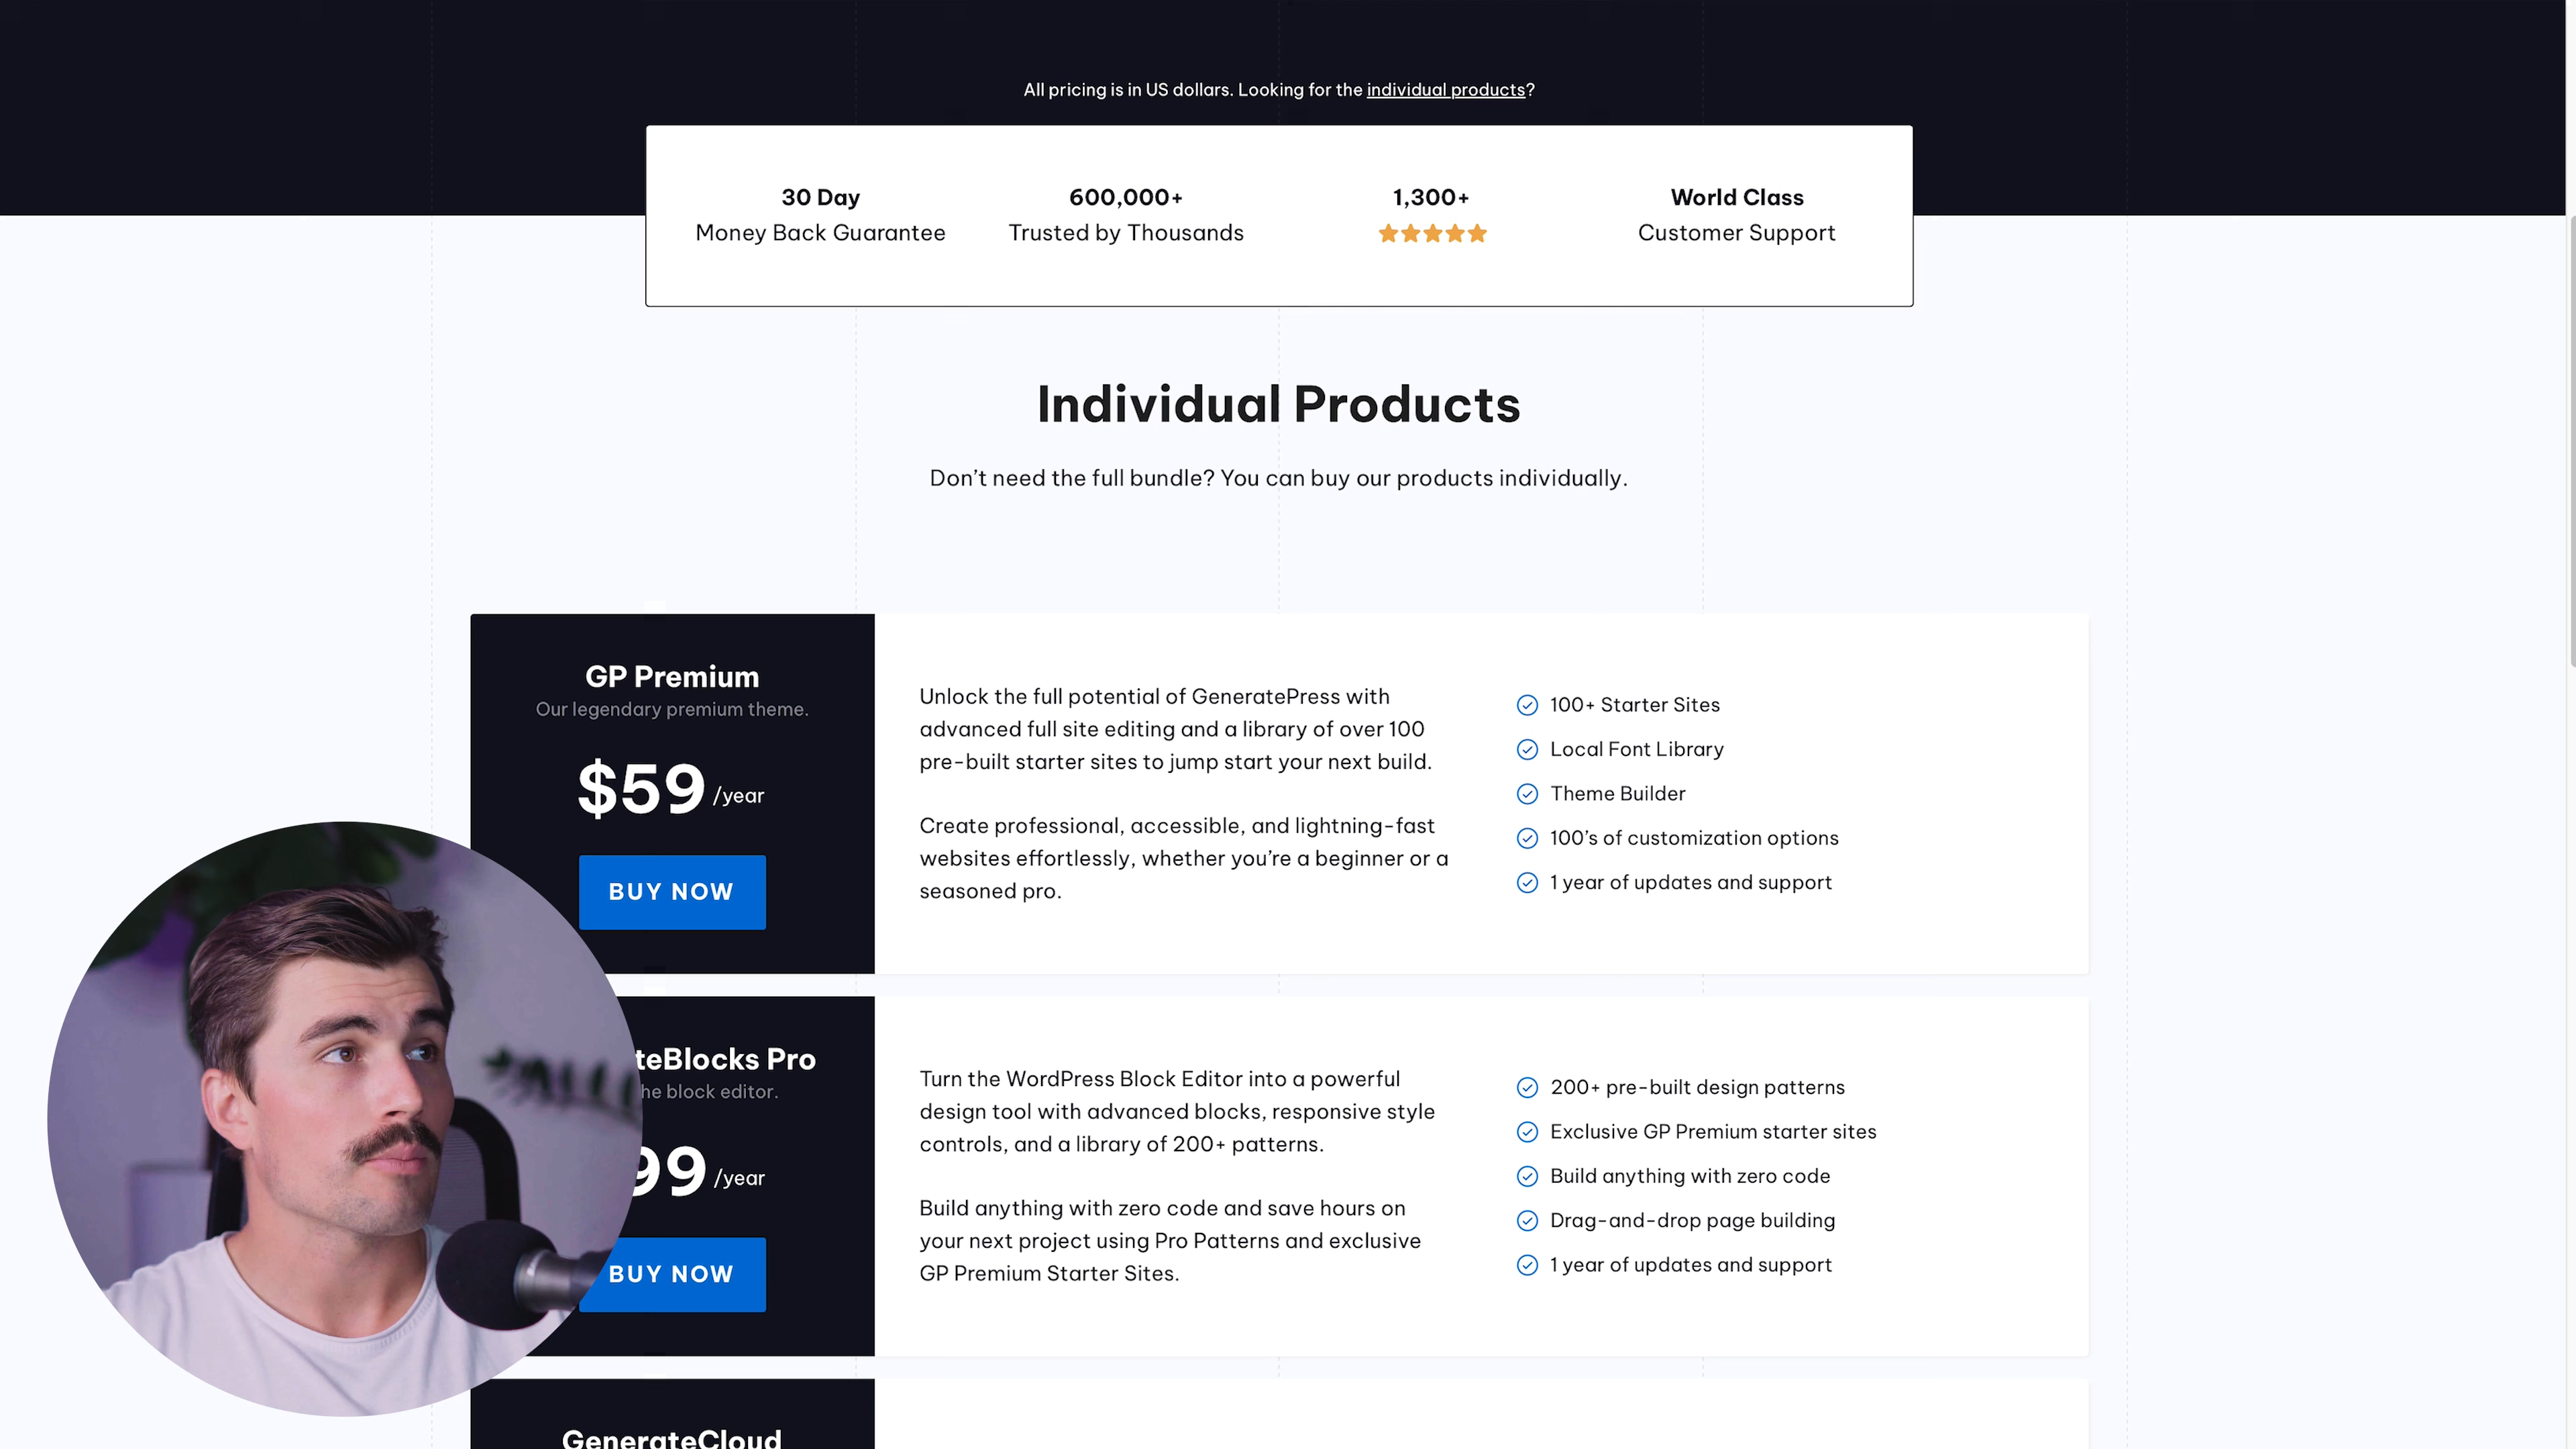 All pricing is in US dollars. Looking for the individual products?
30 Day
Money Back Guarantee
600,000+
Trusted by Thousands
1,300+
World Class
Customer Support
Individual Products
Don’t need the full bundle? You can buy our products individually.
GP Premium
Our legendary premium theme.
$59 /year
BUY NOW
Unlock the full potential of GeneratePress with
advanced full site editing and a library of over 100
pre-built starter sites to jump start your next build.
Create professional, accessible, and lightning-fast
websites effortlessly, whether you’re a beginner or a
seasoned pro.
100+ Starter Sites
Local Font Library
Theme Builder
100’s of customization options
1 year of updates and support
teBlocks Pro
he block editor.
99 /year
BUY NOW
Turn the WordPress Block Editor into a powerful
design tool with advanced blocks, responsive style
controls, and a library of 200+ patterns.
Build anything with zero code and save hours on
your next project using Pro Patterns and exclusive
GP Premium Starter Sites.
200+ pre-built design patterns
Exclusive GP Premium starter sites
Build anything with zero code
Drag-and-drop page building
1 year of updates and support
GenerateCloud